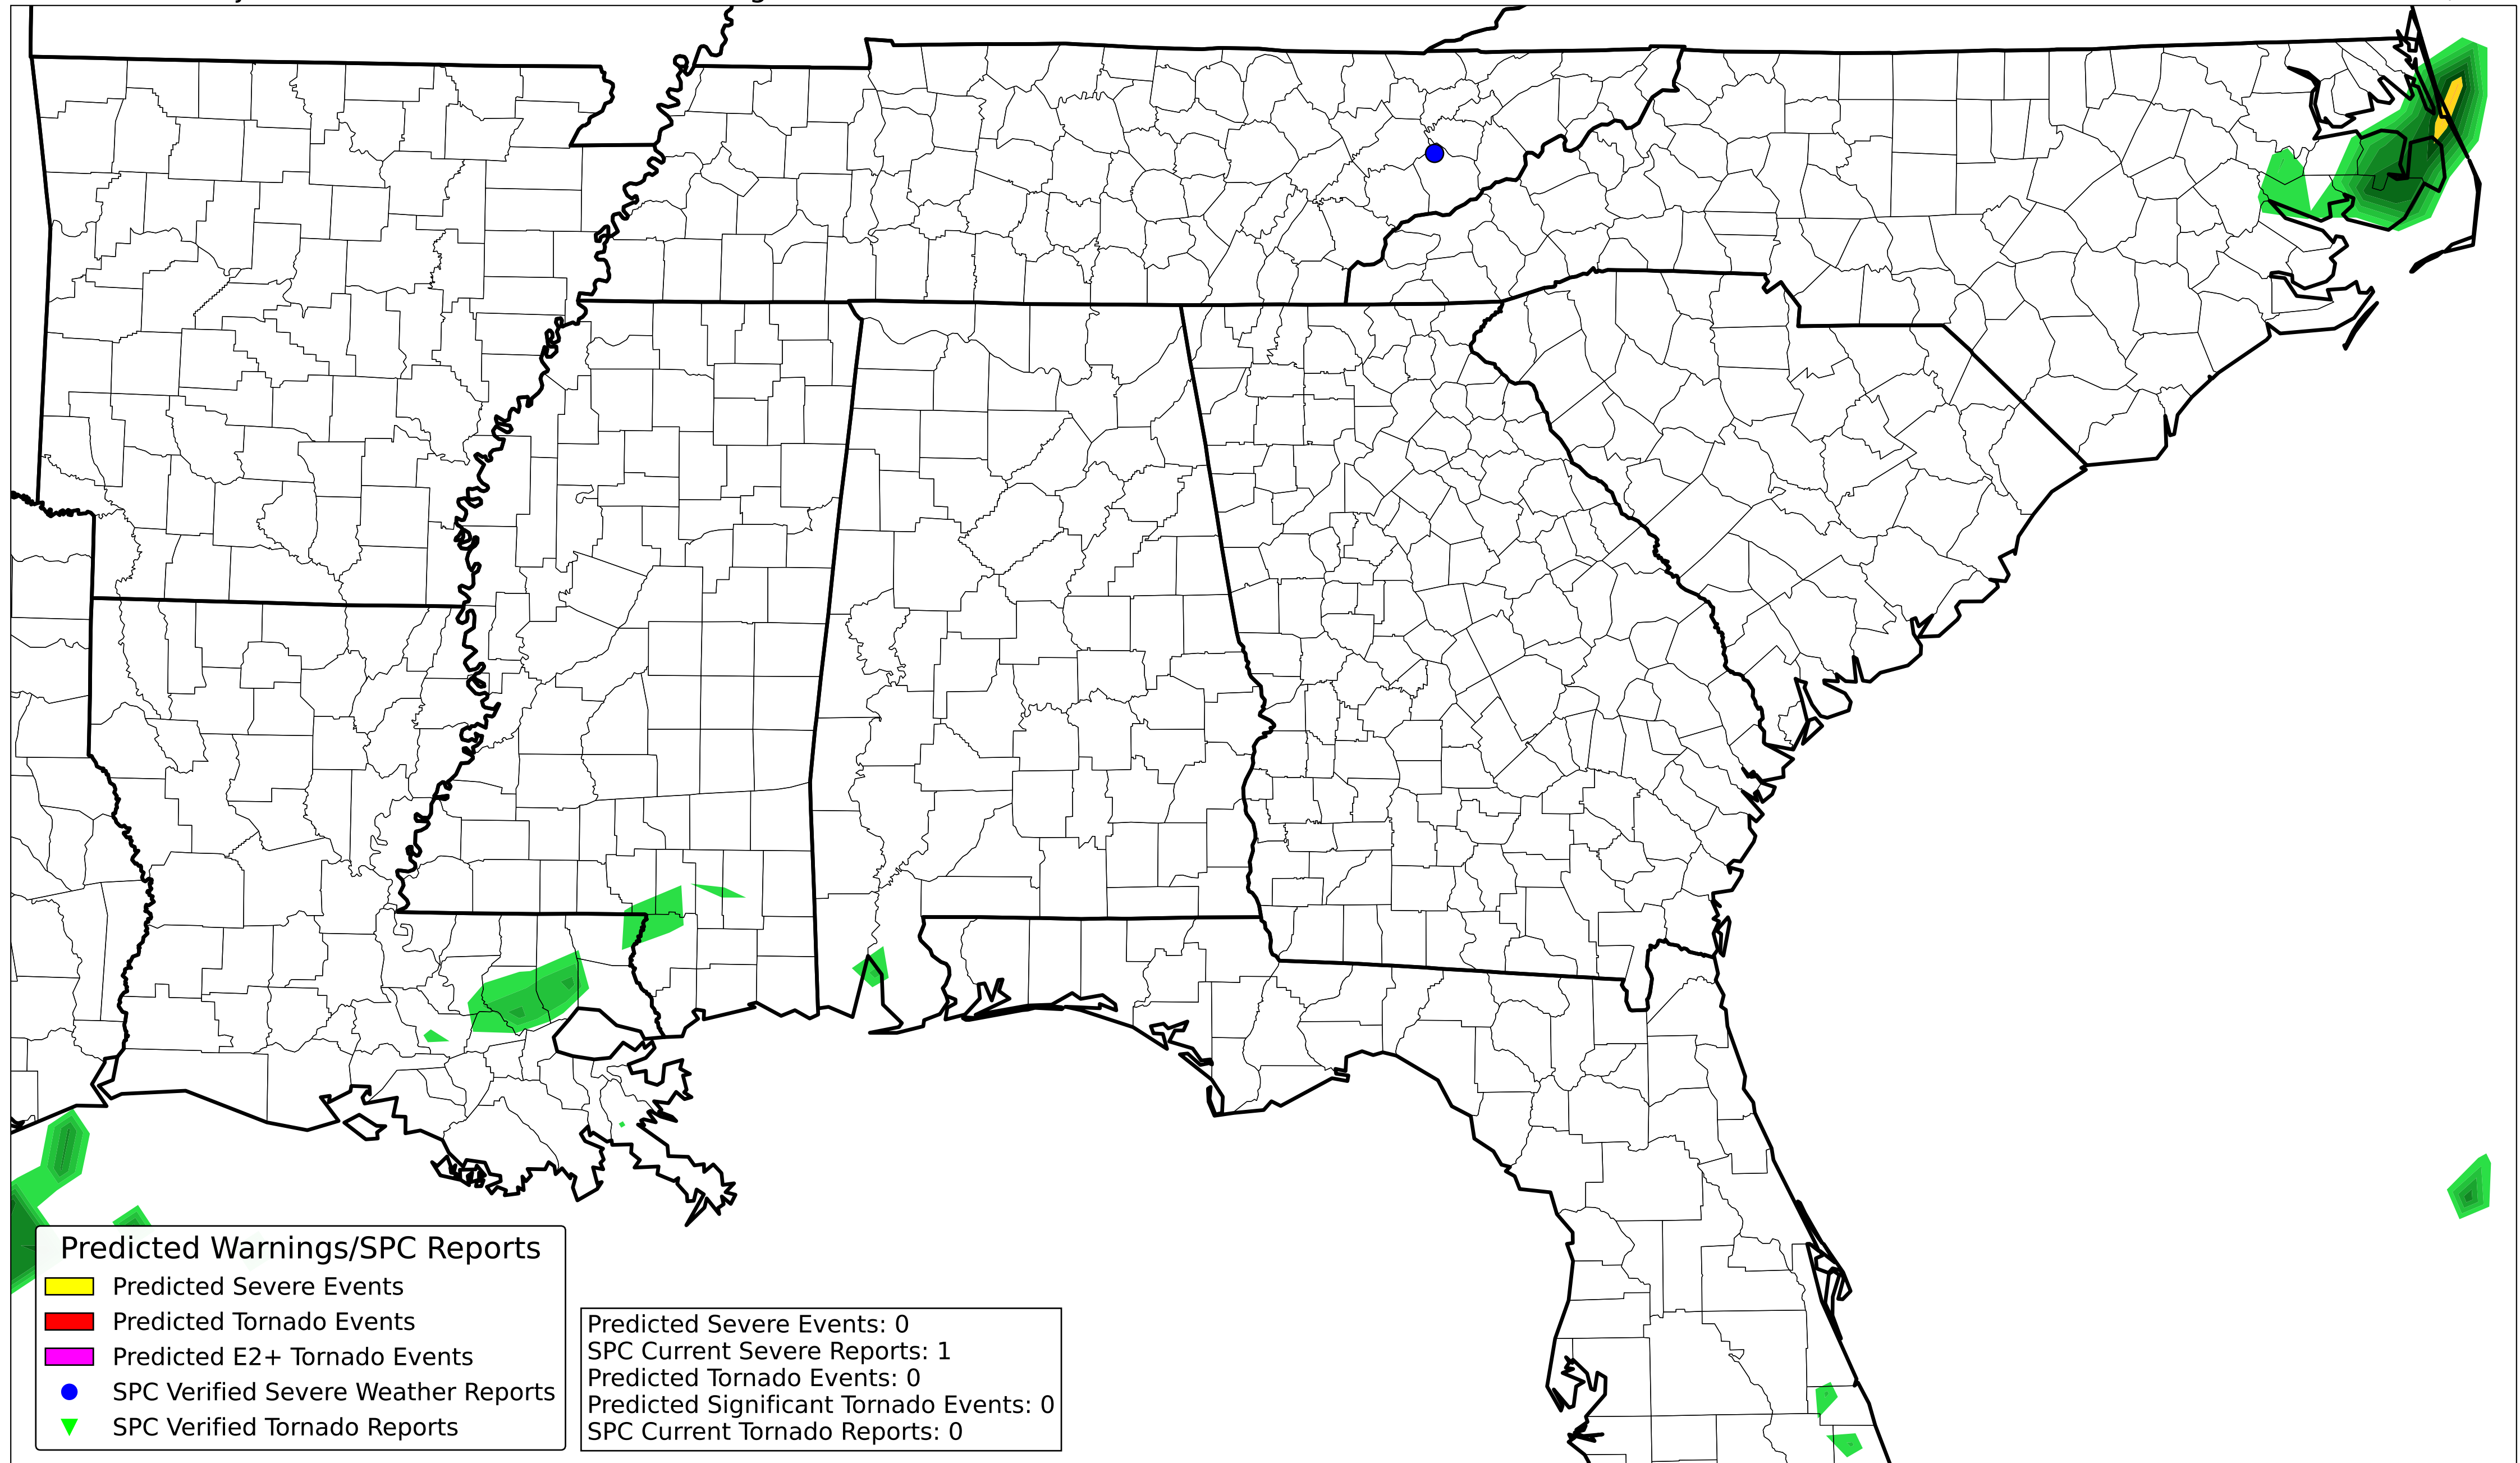 Predicted Warnings/SPC Reports
Predicted Severe Events
Predicted Tornado Events
Predicted E2+ Tornado Events
SPC Verified Severe Weather Reports
SPC Verified Tornado Reports
Predicted Severe Events: 0
SPC Current Severe Reports: 1
Predicted Tornado Events: 0
Predicted Significant Tornado Events: 0
SPC Current Tornado Reports: 0